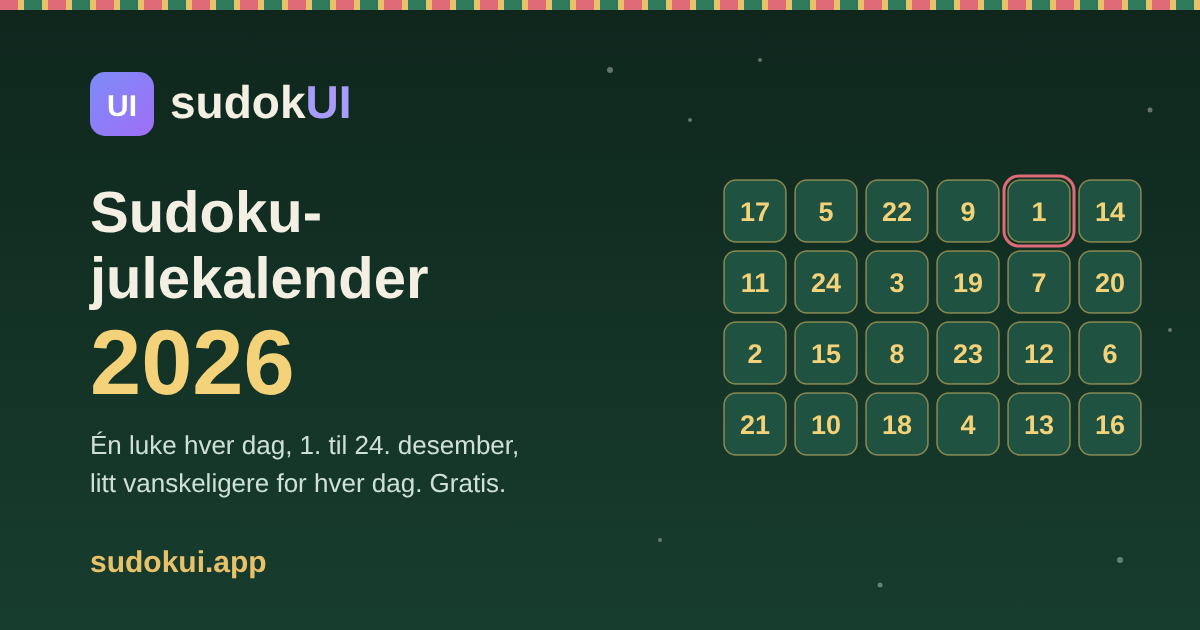 UI sudokUI
Sudoku-
julekalender
2026
Én luke hver dag, 1. til 24. desember,
litt vanskeligere for hver dag. Gratis.
sudokui.app
17 5 22 9 1 14
11 24 3 19 7 20
2 15 8 23 12 6
21 10 18 4 13 16